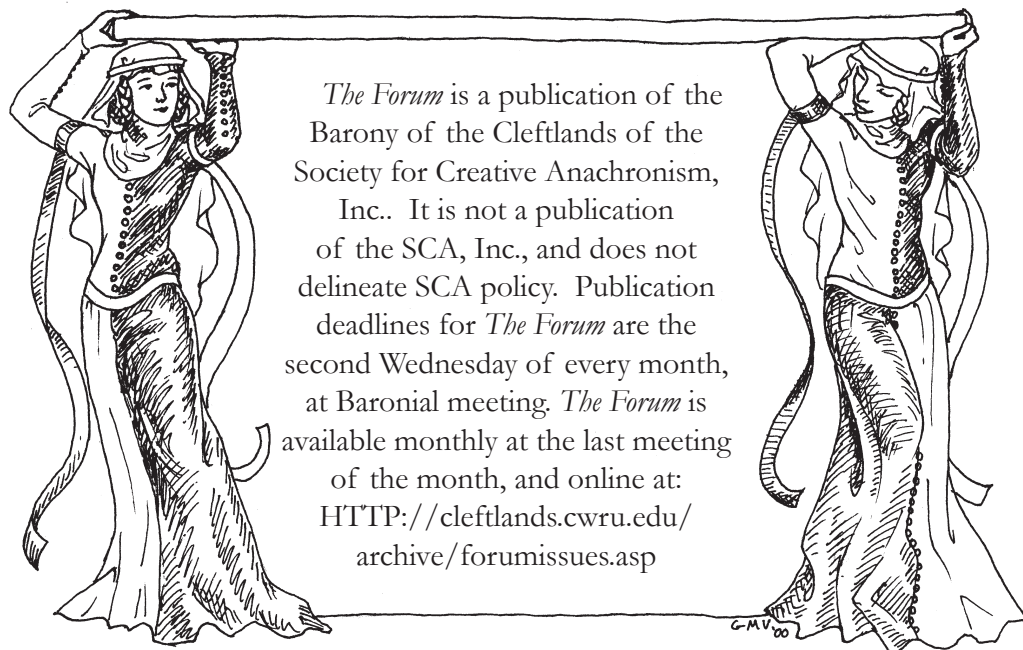 The Forum is a publication of the
Barony of the Cleftlands of the
Society for Creative Anachronism,
Inc.. It is not a publication
of the SCA, Inc., and does not
delineate SCA policy. Publication
deadlines for The Forum are the
second Wednesday of every month,
at Baronial meeting. The Forum is
available monthly at the last meeting
of the month, and online at:
HTTP://cleftlands.cwru.edu/
archive/forumissues.asp
GMV'00